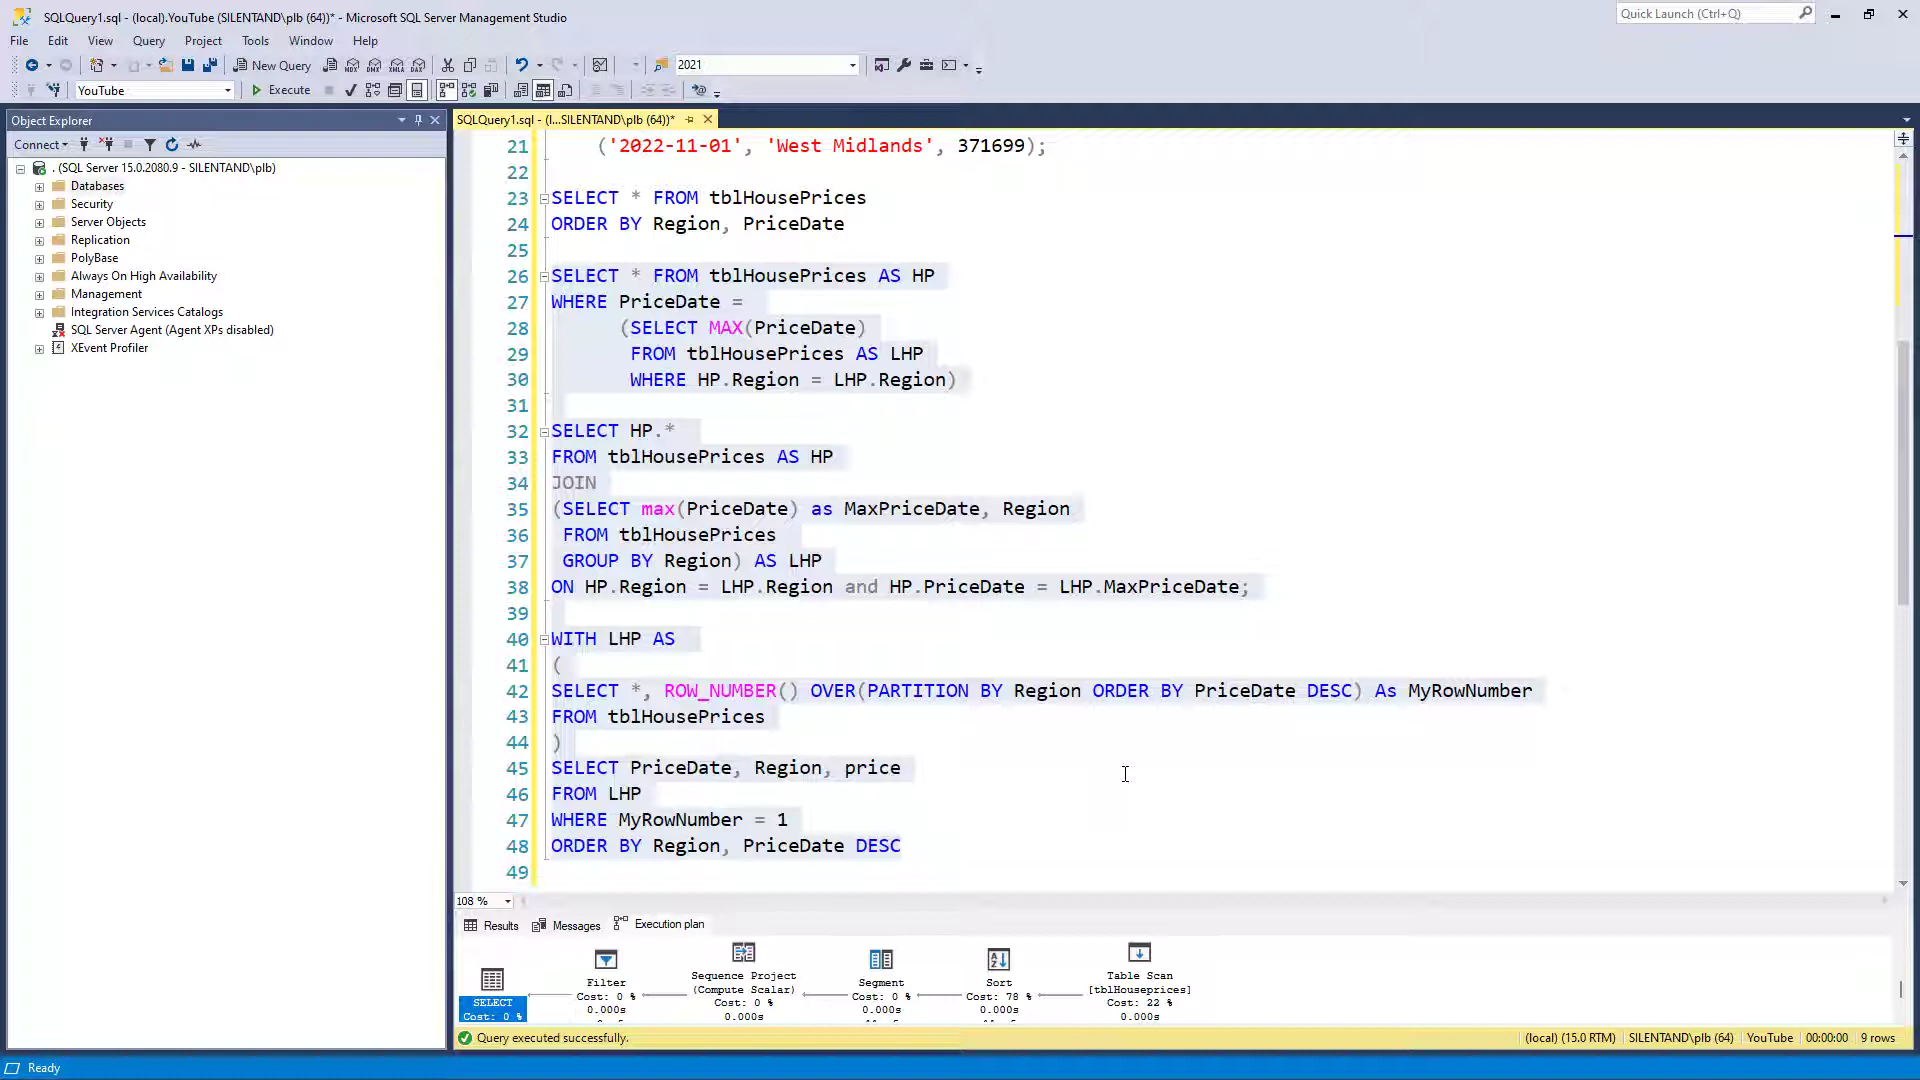 SQLQuery1.sql - (local).YouTube (SILENTAND\plb (64))* - Microsoft SQL Server Management Studio
Quick Launch (Ctrl+Q)
File Edit View Query Project Tools Window Help
New Query
2021
YouTube
Execute
Object Explorer
SQLQuery1.sql - (l...SILENTAND\plb (64))*
Connect
. (SQL Server 15.0.2080.9 - SILENTAND\plb)
Databases
Security
Server Objects
Replication
PolyBase
Always On High Availability
Management
Integration Services Catalogs
SQL Server Agent (Agent XPs disabled)
XEvent Profiler
21 ('2022-11-01', 'West Midlands', 371699);
22
23 SELECT * FROM tblHousePrices
24 ORDER BY Region, PriceDate
25
26 SELECT * FROM tblHousePrices AS HP
27 WHERE PriceDate =
28 (SELECT MAX(PriceDate)
29 FROM tblHousePrices AS LHP
30 WHERE HP.Region = LHP.Region)
31
32 SELECT HP.*
33 FROM tblHousePrices AS HP
34 JOIN
35 (SELECT max(PriceDate) as MaxPriceDate, Region
36 FROM tblHousePrices
37 GROUP BY Region) AS LHP
38 ON HP.Region = LHP.Region and HP.PriceDate = LHP.MaxPriceDate;
39
40 WITH LHP AS
41 (
42 SELECT *, ROW_NUMBER() OVER(PARTITION BY Region ORDER BY PriceDate DESC) As MyRowNumber
43 FROM tblHousePrices
44 )
45 SELECT PriceDate, Region, price
46 FROM LHP
47 WHERE MyRowNumber = 1
48 ORDER BY Region, PriceDate DESC
49
108 %
Results Messages Execution plan
SELECT
Cost: 0 %
Filter
Cost: 0 %
0.000s
Sequence Project
(Compute Scalar)
Cost: 0 %
0.000s
Segment
Cost: 0 %
0.000s
Sort
Cost: 78 %
0.000s
Table Scan
[tblHouseprices]
Cost: 22 %
0.000s
Query executed successfully.
(local) (15.0 RTM) SILENTAND\plb (64) YouTube 00:00:00 9 rows
Ready